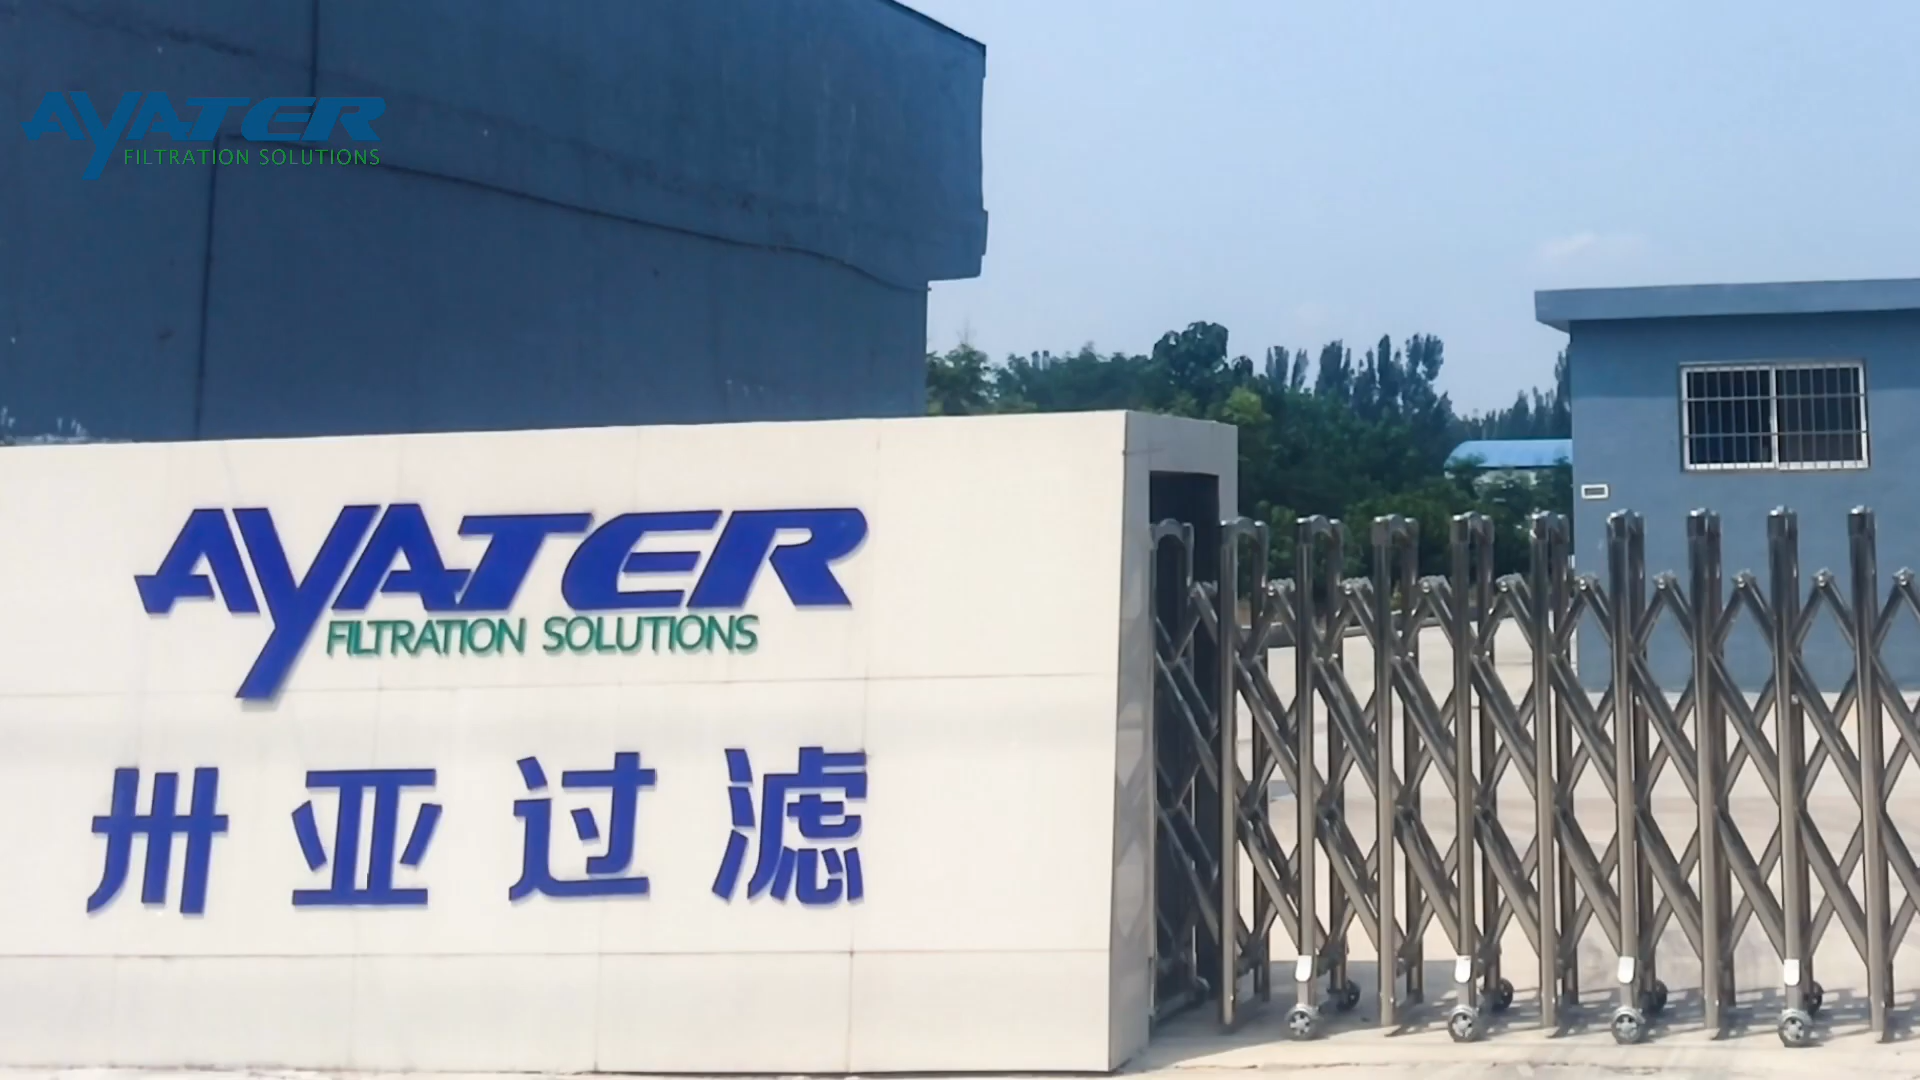 AYATER
FILTRATION SOLUTIONS
AYATER
FILTRATION SOLUTIONS
卅亚过滤